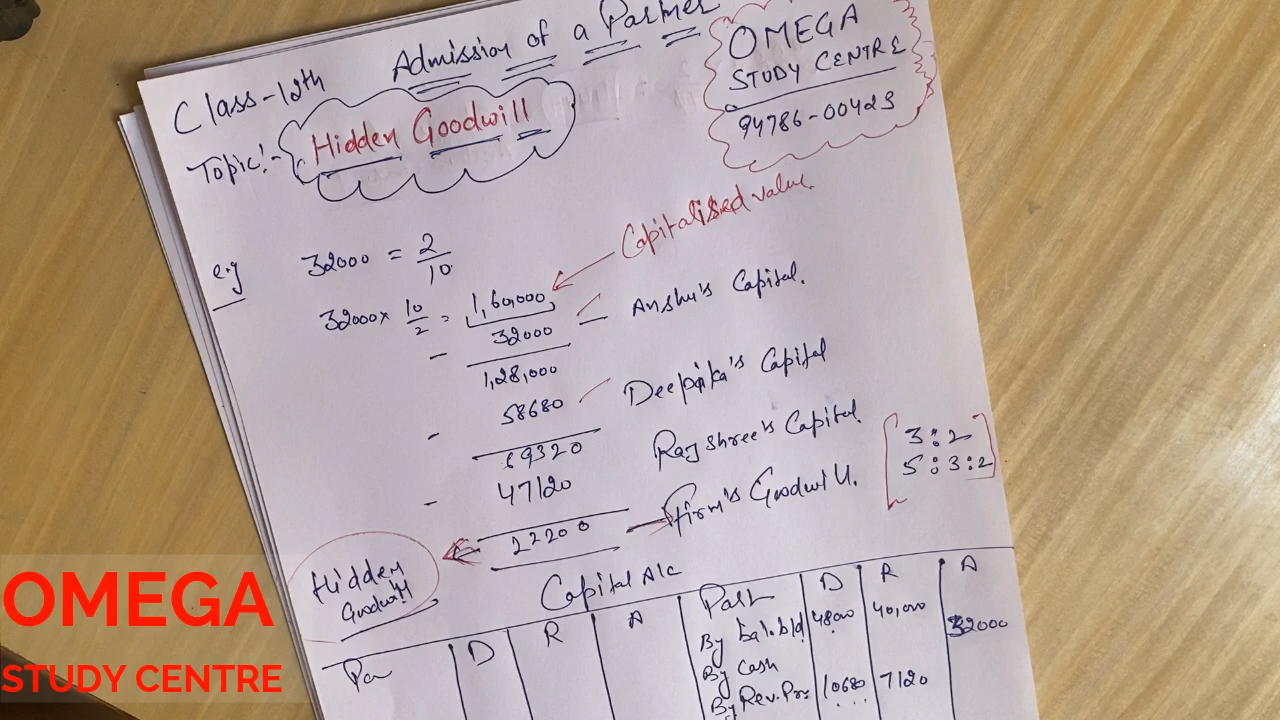 Admission of a Partner
OMEGA
STUDY CENTRE
94786-00423
Class-12th
Topic:- Hidden Goodwill
e.g 32000 = 2/10
32000 x 10/2 = 1,60,000
Capitalised value.
- 32000 — Anshu's Capital.
1,28,000
- 58680 Deepika's Capital
69320
- 47120 Rajshree's Capital.
22200 → Firm's Goodwill.
3:2
5:3:2
Hidden
Goodwill
Capital A/c
Pa D R A Part D R A
By bal. b/d 48000 40,000 32000
By Cash
By Rev. Pr: 10680 7120
OMEGA
STUDY CENTRE